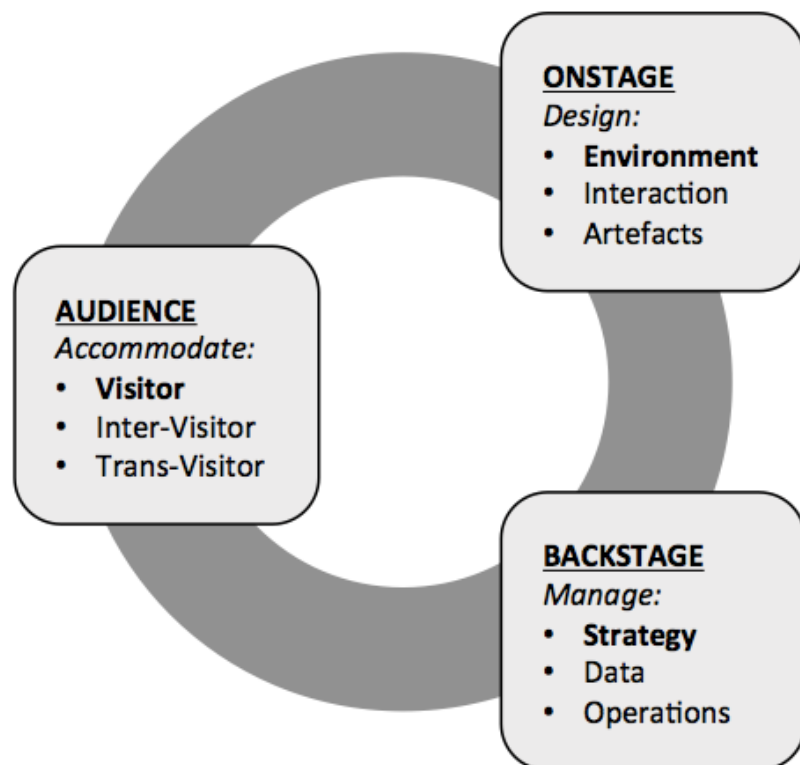 ONSTAGE
Design:
• Environment
• Interaction
• Artefacts
AUDIENCE
Accommodate:
• Visitor
• Inter-Visitor
• Trans-Visitor
BACKSTAGE
Manage:
• Strategy
• Data
• Operations